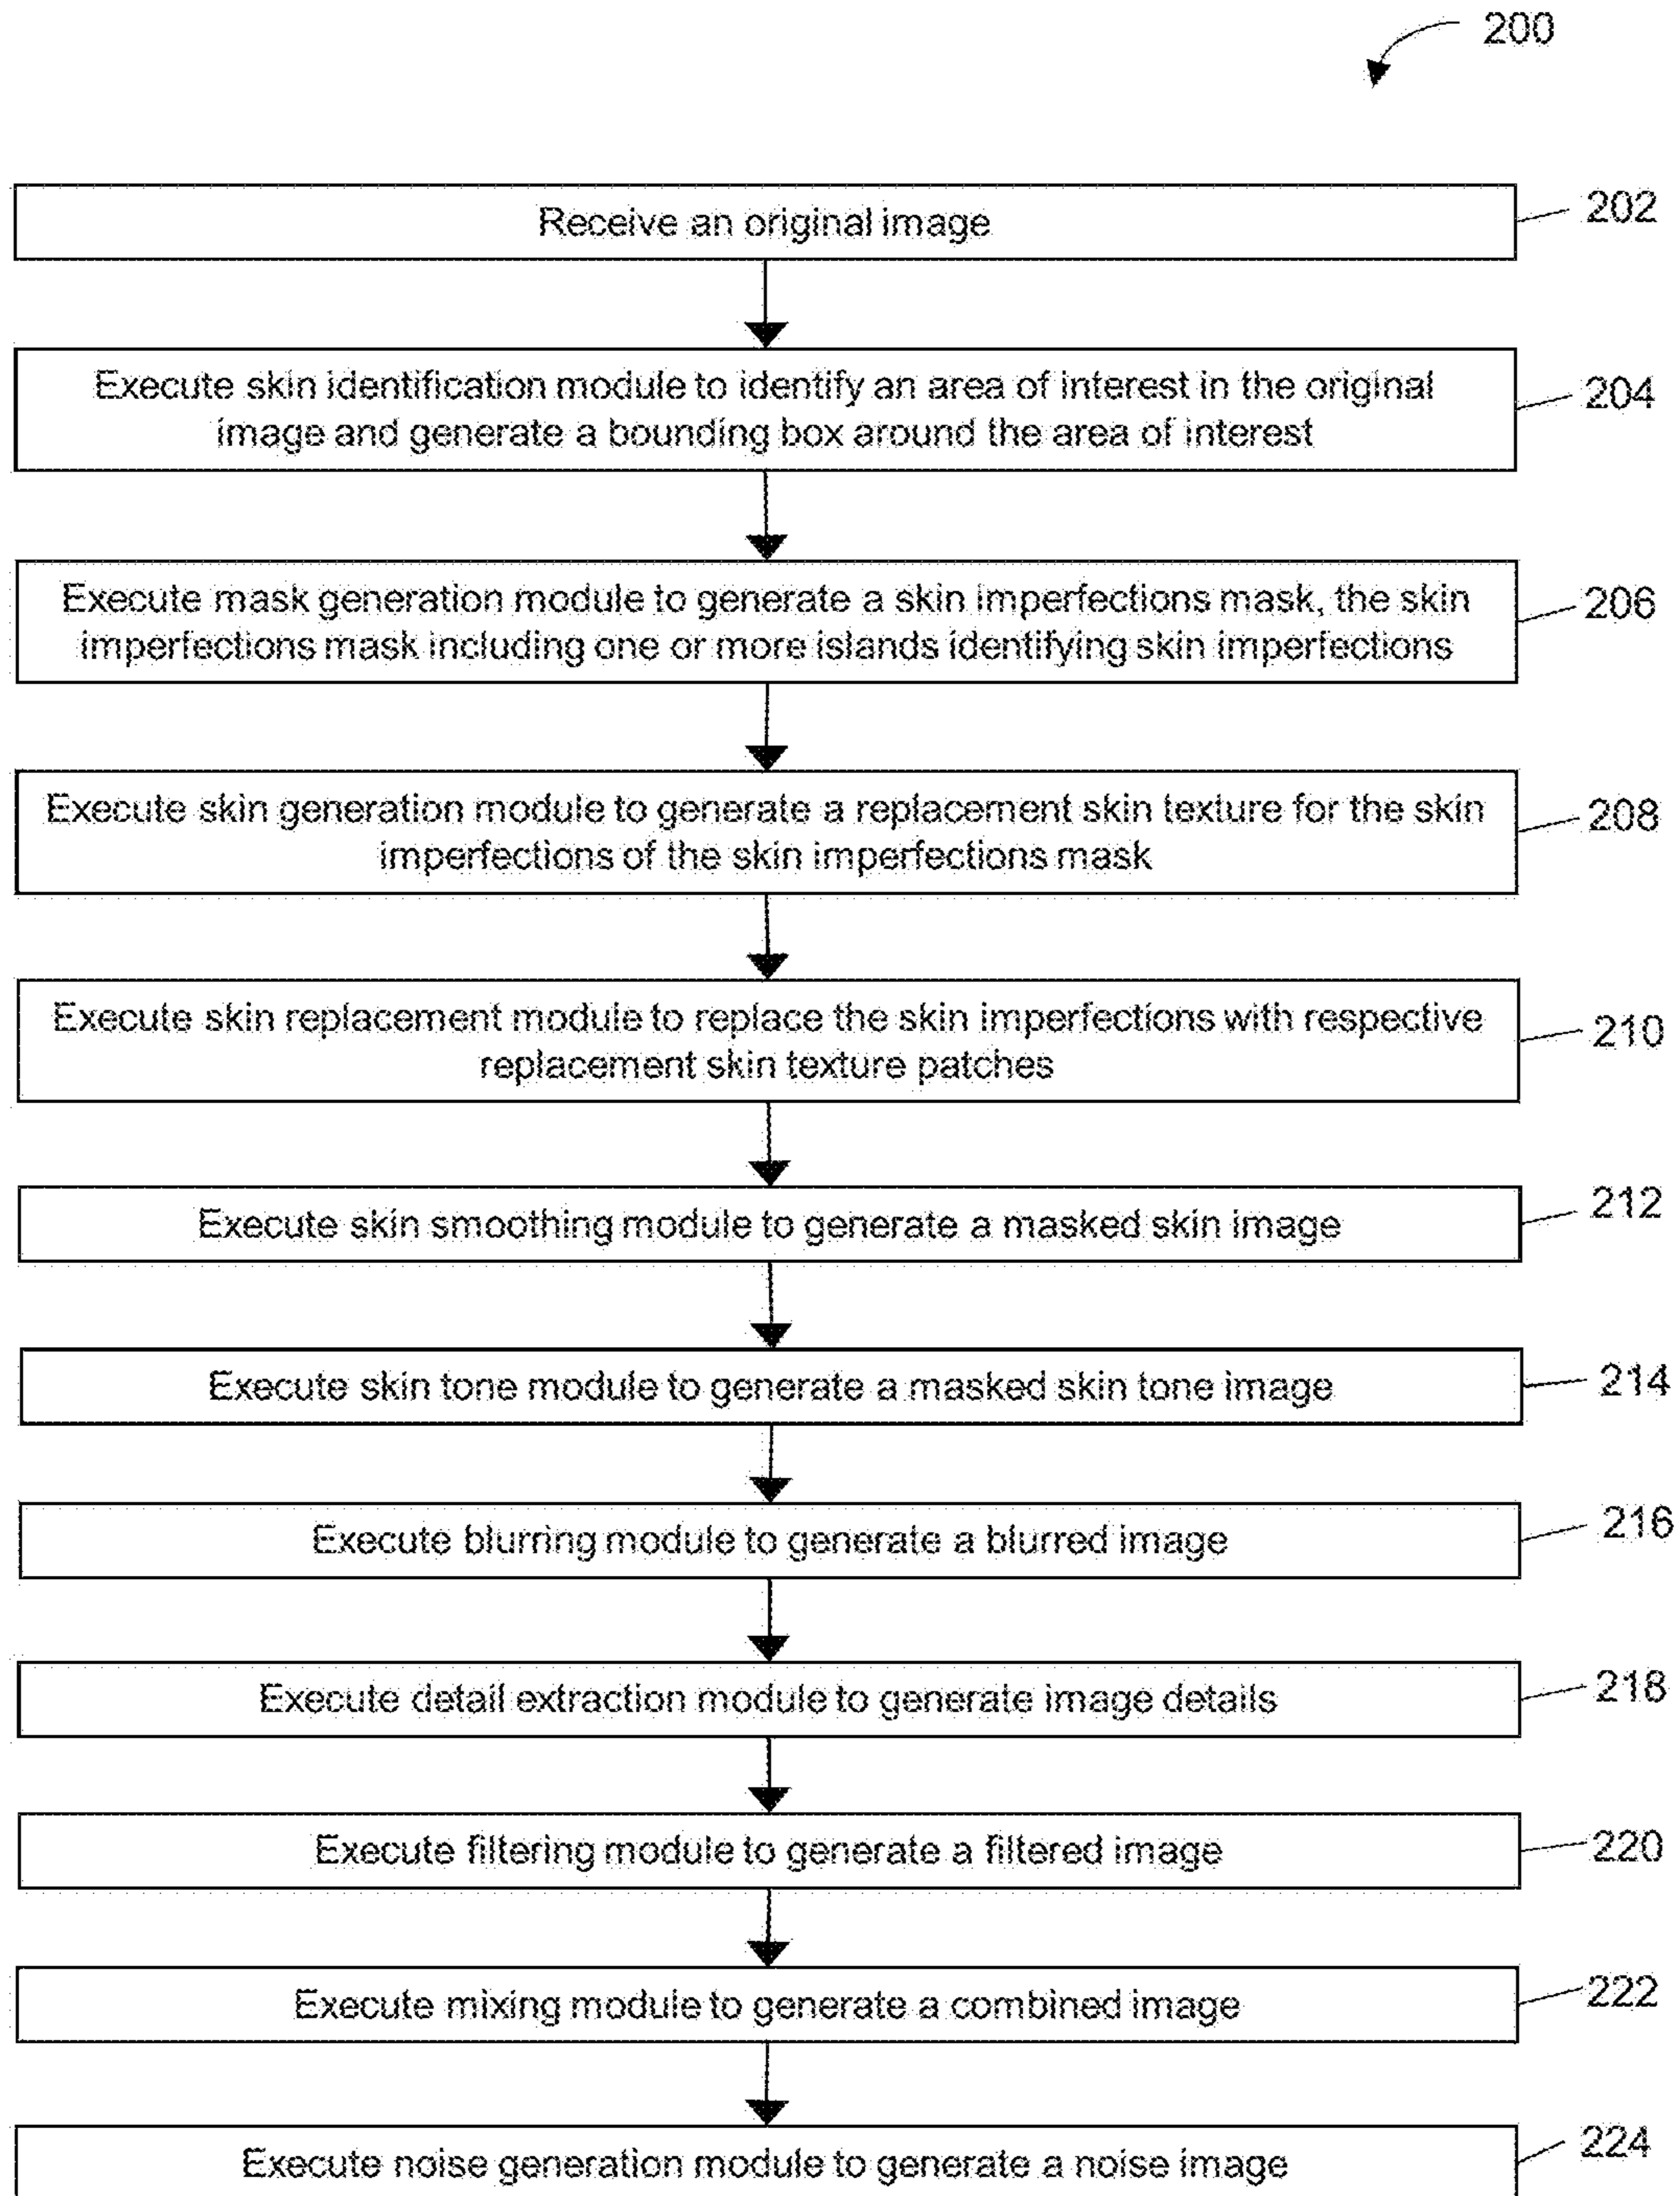 200
Receive an original image
202
Execute skin identification module to identify an area of interest in the original
image and generate a bounding box around the area of interest
204
Execute mask generation module to generate a skin imperfections mask, the skin
imperfections mask including one or more islands identifying skin imperfections
206
Execute skin generation module to generate a replacement skin texture for the skin
imperfections of the skin imperfections mask
208
Execute skin replacement module to replace the skin imperfections with respective
replacement skin texture patches
210
Execute skin smoothing module to generate a masked skin image
212
Execute skin tone module to generate a masked skin tone image
214
Execute blurring module to generate a blurred image
216
Execute detail extraction module to generate image details
218
Execute filtering module to generate a filtered image
220
Execute mixing module to generate a combined image
222
Execute noise generation module to generate a noise image
224